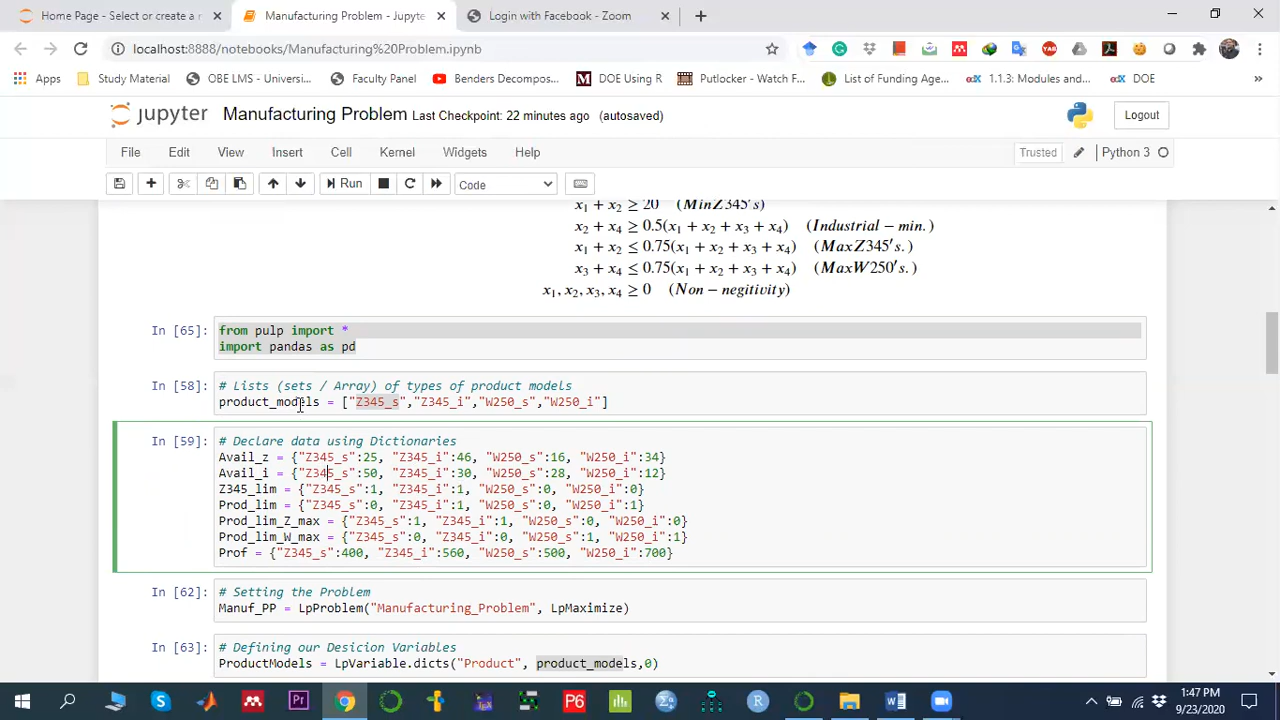 Home Page - Select or create a r
Manufacturing Problem - Jupyter
Login with Facebook - Zoom
localhost:8888/notebooks/Manufacturing%20Problem.ipynb
Apps
Study Material
OBE LMS - Universi...
Faculty Panel
Benders Decompos...
DOE Using R
Putlocker - Watch F...
List of Funding Age...
1.1.3: Modules and...
DOE
»
jupyter
Manufacturing Problem Last Checkpoint: 22 minutes ago (autosaved)
Logout
File Edit View Insert Cell Kernel Widgets Help
Trusted
Python 3
Run
Code
x1 + x2 ≥ 20 (MinZ345's)
x2 + x4 ≥ 0.5(x1 + x2 + x3 + x4) (Industrial − min.)
x1 + x2 ≤ 0.75(x1 + x2 + x3 + x4) (MaxZ345's.)
x3 + x4 ≤ 0.75(x1 + x2 + x3 + x4) (MaxW250's.)
x1, x2, x3, x4 ≥ 0 (Non − negitivity)
In [65]: from pulp import *
import pandas as pd
In [58]: # Lists (sets / Array) of types of product models
product_models = ["Z345_s","Z345_i","W250_s","W250_i"]
In [59]: # Declare data using Dictionaries
Avail_z = {"Z345_s":25, "Z345_i":46, "W250_s":16, "W250_i":34}
Avail_i = {"Z345_s":50, "Z345_i":30, "W250_s":28, "W250_i":12}
Z345_lim = {"Z345_s":1, "Z345_i":1, "W250_s":0, "W250_i":0}
Prod_lim = {"Z345_s":0, "Z345_i":1, "W250_s":0, "W250_i":1}
Prod_lim_Z_max = {"Z345_s":1, "Z345_i":1, "W250_s":0, "W250_i":0}
Prod_lim_W_max = {"Z345_s":0, "Z345_i":0, "W250_s":1, "W250_i":1}
Prof = {"Z345_s":400, "Z345_i":560, "W250_s":500, "W250_i":700}
In [62]: # Setting the Problem
Manuf_PP = LpProblem("Manufacturing_Problem", LpMaximize)
In [63]: # Defining our Desicion Variables
ProductModels = LpVariable.dicts("Product", product_models,0)
1:47 PM
9/23/2020